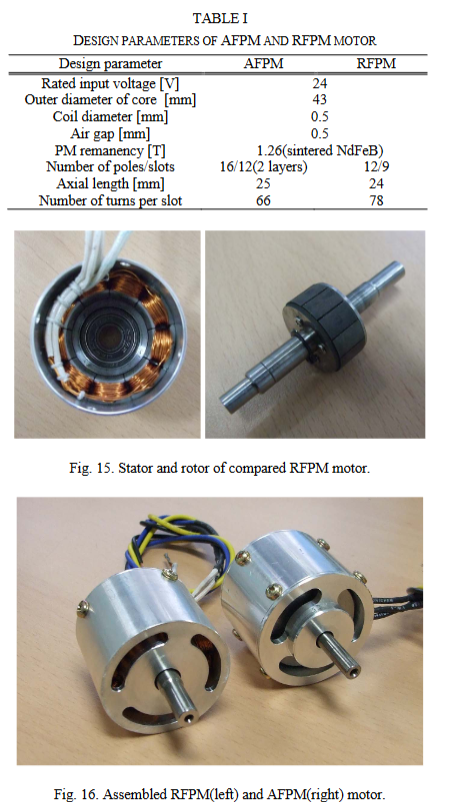 TABLE I
DESIGN PARAMETERS OF AFPM AND RFPM MOTOR
Design parameter AFPM RFPM
Rated input voltage [V] 24
Outer diameter of core [mm] 43
Coil diameter [mm] 0.5
Air gap [mm] 0.5
PM remanency [T] 1.26(sintered NdFeB)
Number of poles/slots 16/12(2 layers) 12/9
Axial length [mm] 25 24
Number of turns per slot 66 78
Fig. 15. Stator and rotor of compared RFPM motor.
Fig. 16. Assembled RFPM(left) and AFPM(right) motor.